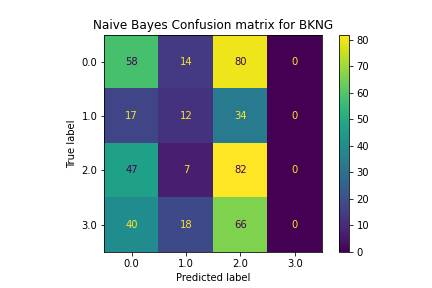 Naive Bayes Confusion matrix for BKNG
True label
0.0 58 14 80 0
1.0 17 12 34 0
2.0 47 7 82 0
3.0 40 18 66 0
0.0 1.0 2.0 3.0
Predicted label
80
70
60
50
40
30
20
10
0